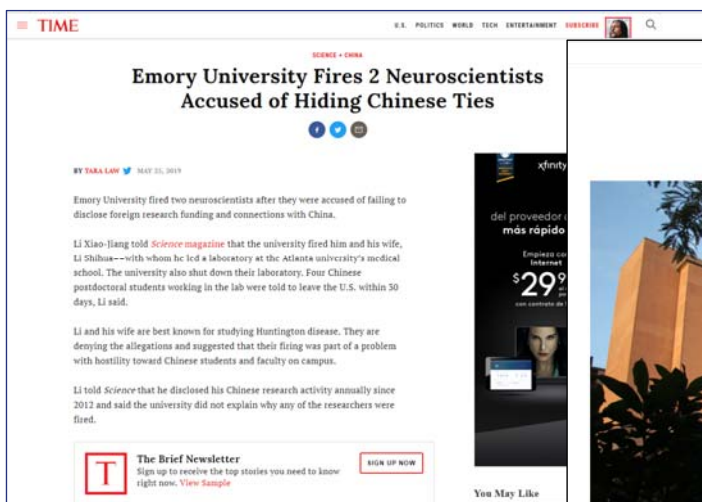 TIME
U.S. POLITICS WORLD TECH ENTERTAINMENT SUBSCRIBE
SCIENCE • CHINA
Emory University Fires 2 Neuroscientists
Accused of Hiding Chinese Ties
BY TARA LAW MAY 25, 2019
Emory University fired two neuroscientists after they were accused of failing to
disclose foreign research funding and connections with China.
Li Xiao-Jiang told Science magazine that the university fired him and his wife,
Li Shihua––with whom he led a laboratory at the Atlanta university's medical
school. The university also shut down their laboratory. Four Chinese
postdoctoral students working in the lab were told to leave the U.S. within 30
days, Li said.
Li and his wife are best known for studying Huntington disease. They are
denying the allegations and suggested that their firing was part of a problem
with hostility toward Chinese students and faculty on campus.
Li told Science that he disclosed his Chinese research activity annually since
2012 and said the university did not explain why any of the researchers were
fired.
T
The Brief Newsletter
Sign up to receive the top stories you need to know
right now. View Sample
SIGN UP NOW
xfinity
del proveedor
más rápido
Empieza co
Internet
$29
con contrato de
You May Like